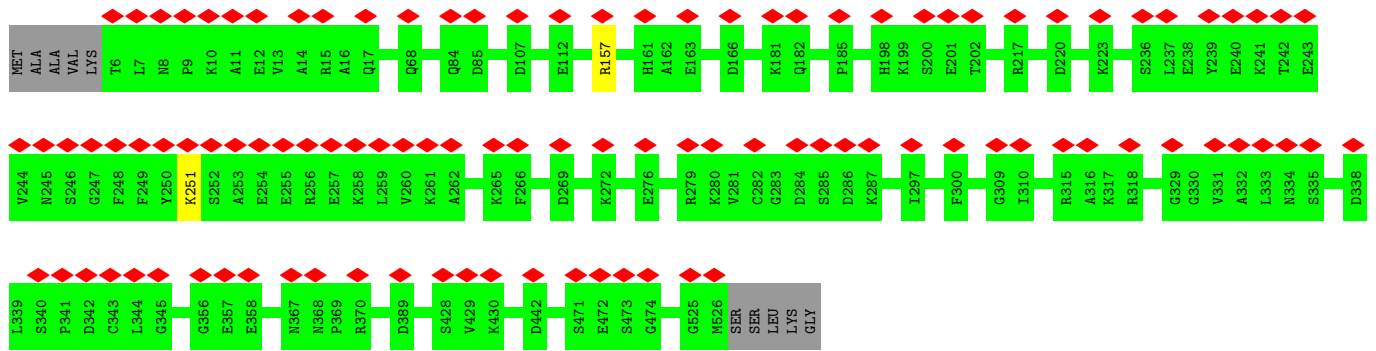 MET ALA ALA VAL LYS T6 L7 N8 P9 K10 A11 E12 V13 A14 R15 A16 Q17 Q68 Q84 D85 D107 E112 R157 H161 A162 E163 D166 K181 Q182 P185 H198 K199 S200 E201 T202 R217 D220 K223 S236 L237 E238 Y239 E240 K241 T242 E243
V244 N245 S246 G247 F248 F249 Y250 K251 S252 A253 E254 E255 R256 E257 K258 L259 V260 K261 A262 K265 F266 D269 K272 E276 R279 K280 V281 C282 G283 D284 S285 D286 K287 I297 F300 G309 I310 R315 A316 K317 R318 G329 G330 V331 A332 L333 N334 S335 D338
L339 S340 P341 D342 C343 L344 G345 G356 E357 E358 N367 N368 P369 R370 D389 S428 V429 K430 D442 S471 E472 S473 G474 G525 M526 SER SER LEU LYS GLY